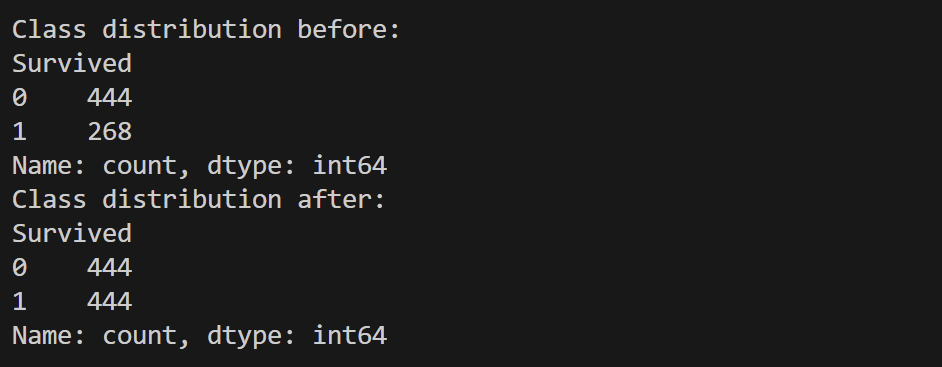 Class distribution before:
Survived
0    444
1    268
Name: count, dtype: int64
Class distribution after:
Survived
0    444
1    444
Name: count, dtype: int64